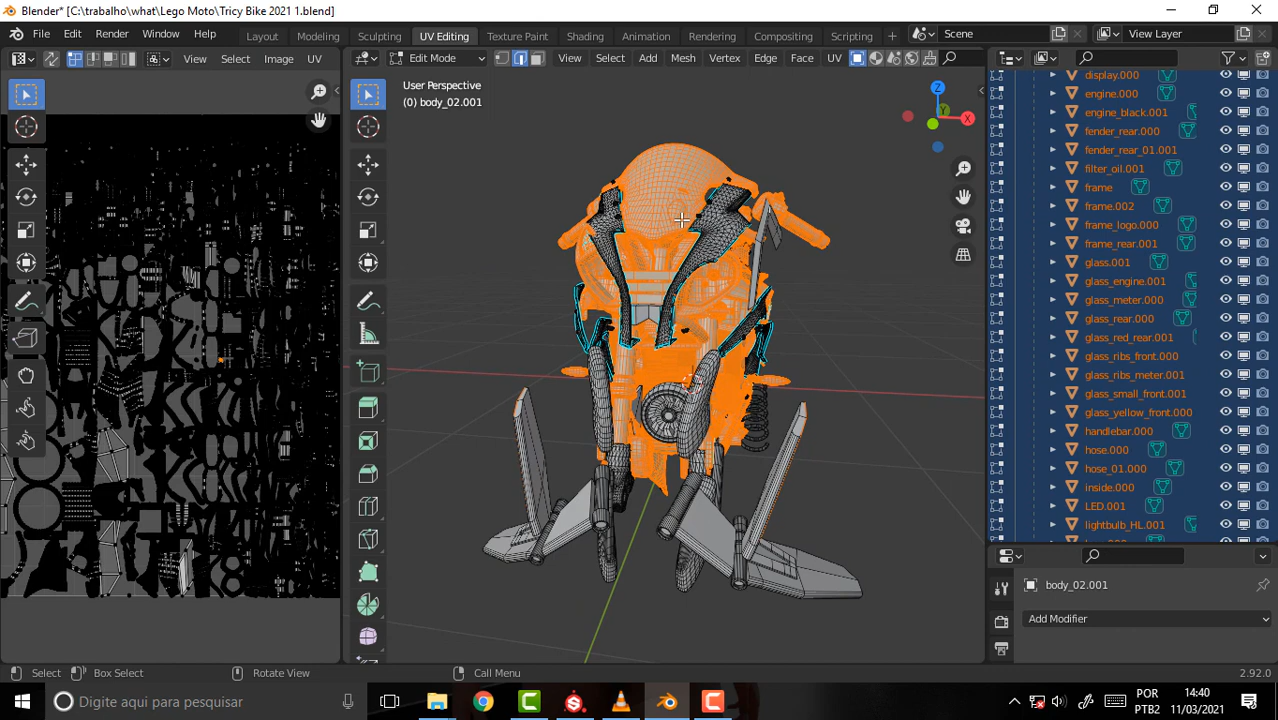 Blender* [C:\trabalho\what\Lego Moto\Tricy Bike 2021 1.blend]
File Edit Render Window Help Layout Modeling Sculpting UV Editing Texture Paint Shading Animation Rendering Compositing Scripting Scene View Layer
View Select Image UV
Edit Mode View Select Add Mesh Vertex Edge Face UV
User Perspective
(0) body_02.001
Z
Y
X
display.000
engine.000
engine_black.001
fender_rear.000
fender_rear_01.001
filter_oil.001
frame
frame.002
frame_logo.000
frame_rear.001
glass.001
glass_engine.001
glass_meter.000
glass_rear.000
glass_red_rear.001
glass_ribs_front.000
glass_ribs_meter.001
glass_small_front.001
glass_yellow_front.000
handlebar.000
hose.000
hose_01.000
inside.000
LED.001
lightbulb_HL.001
body_02.001
Add Modifier
Select Box Select Rotate View Call Menu 2.92.0
Digite aqui para pesquisar
POR
PTB2
14:40
11/03/2021